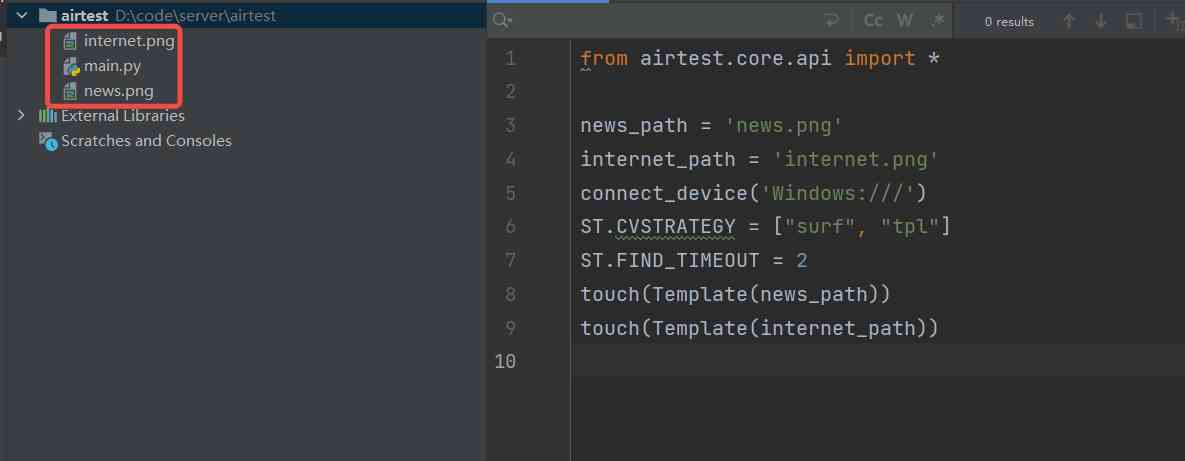 airtest D:\code\server\airtest
internet.png
main.py
news.png
External Libraries
Scratches and Consoles
Cc W .* 0 results
1 from airtest.core.api import *
2
3 news_path = 'news.png'
4 internet_path = 'internet.png'
5 connect_device('Windows:///')
6 ST.CVSTRATEGY = ["surf", "tpl"]
7 ST.FIND_TIMEOUT = 2
8 touch(Template(news_path))
9 touch(Template(internet_path))
10